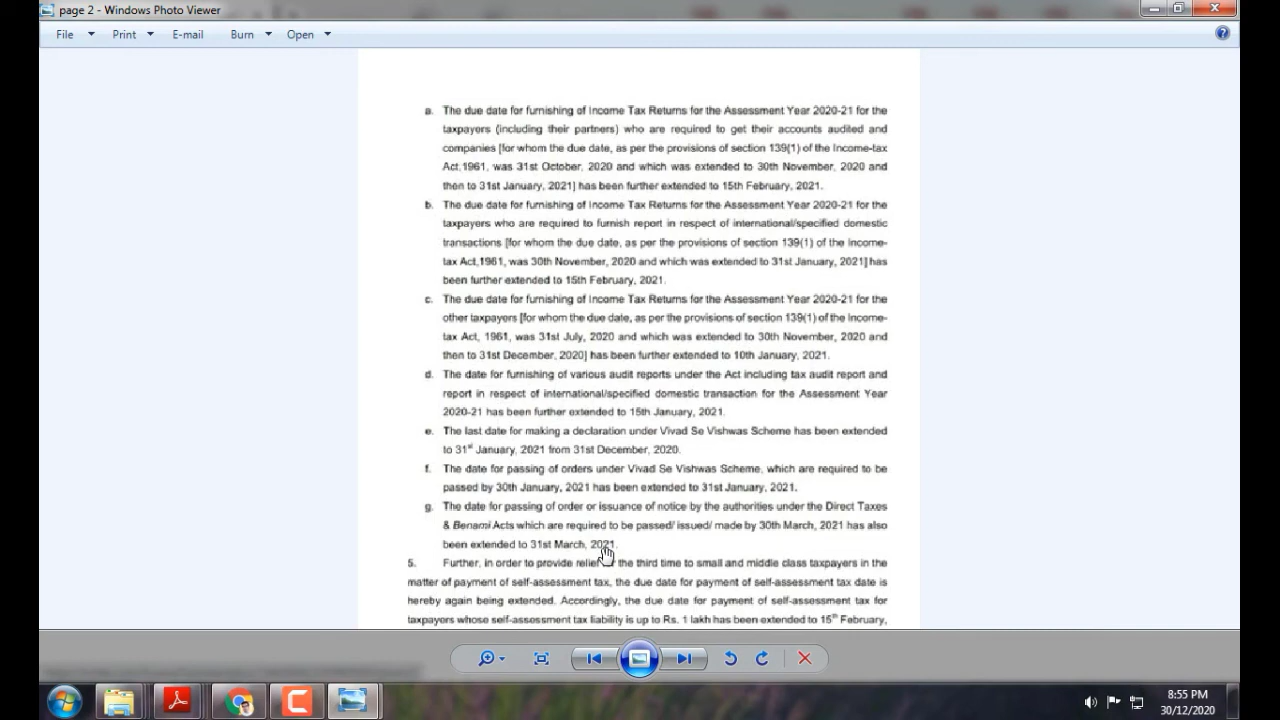 page 2 - Windows Photo Viewer
File Print E-mail Burn Open
a. The due date for furnishing of Income Tax Returns for the Assessment Year 2020-21 for the
taxpayers (including their partners) who are required to get their accounts audited and
companies [for whom the due date, as per the provisions of section 139(1) of the Income-tax
Act,1961, was 31st October, 2020 and which was extended to 30th November, 2020 and
then to 31st January, 2021] has been further extended to 15th February, 2021.
b. The due date for furnishing of Income Tax Returns for the Assessment Year 2020-21 for the
taxpayers who are required to furnish report in respect of international/specified domestic
transactions [for whom the due date, as per the provisions of section 139(1) of the Income-
tax Act,1961, was 30th November, 2020 and which was extended to 31st January, 2021] has
been further extended to 15th February, 2021.
c. The due date for furnishing of Income Tax Returns for the Assessment Year 2020-21 for the
other taxpayers [for whom the due date, as per the provisions of section 139(1) of the Income-
tax Act, 1961, was 31st July, 2020 and which was extended to 30th November, 2020 and
then to 31st December, 2020] has been further extended to 10th January, 2021.
d. The date for furnishing of various audit reports under the Act including tax audit report and
report in respect of international/specified domestic transaction for the Assessment Year
2020-21 has been further extended to 15th January, 2021.
e. The last date for making a declaration under Vivad Se Vishwas Scheme has been extended
to 31st January, 2021 from 31st December, 2020.
f. The date for passing of orders under Vivad Se Vishwas Scheme, which are required to be
passed by 30th January, 2021 has been extended to 31st January, 2021.
g. The date for passing of order or issuance of notice by the authorities under the Direct Taxes
& Benami Acts which are required to be passed/ issued/ made by 30th March, 2021 has also
been extended to 31st March, 2021.
5. Further, in order to provide relief the third time to small and middle class taxpayers in the
matter of payment of self-assessment tax, the due date for payment of self-assessment tax date is
hereby again being extended. Accordingly, the due date for payment of self-assessment tax for
taxpayers whose self-assessment tax liability is up to Rs. 1 lakh has been extended to 15th February,
8:55 PM
30/12/2020